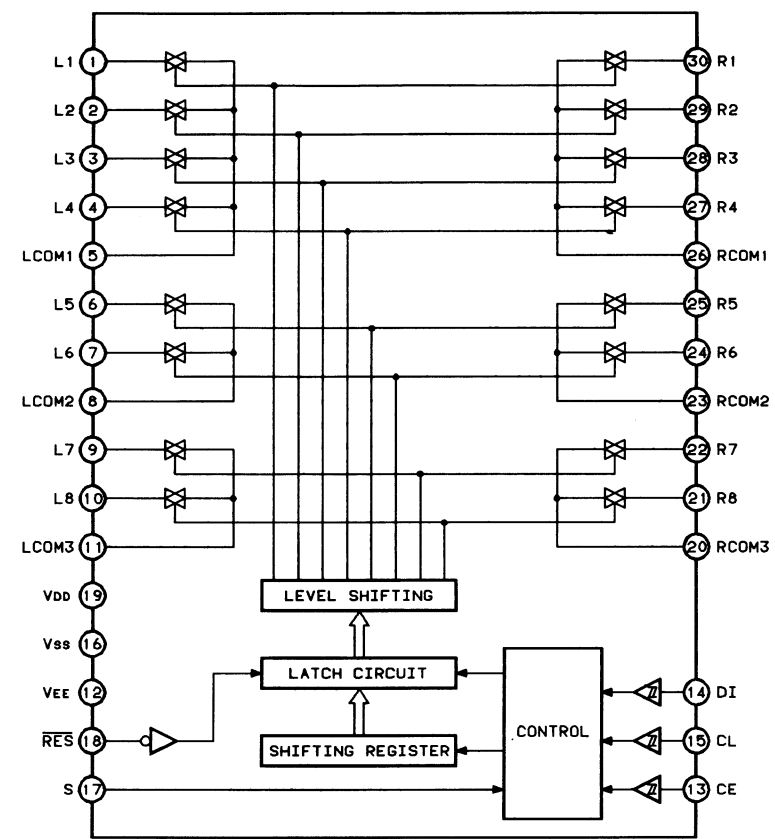 L1 1 30 R1
L2 2 29 R2
L3 3 28 R3
L4 4 27 R4
LCOM1 5 26 RCOM1
L5 6 25 R5
L6 7 24 R6
LCOM2 8 23 RCOM2
L7 9 22 R7
L8 10 21 R8
LCOM3 11 20 RCOM3
VDD 19 LEVEL SHIFTING
Vss 16
LATCH CIRCUIT
VEE 12 14 DI
RES 18 SHIFTING REGISTER CONTROL 15 CL
S 17 13 CE